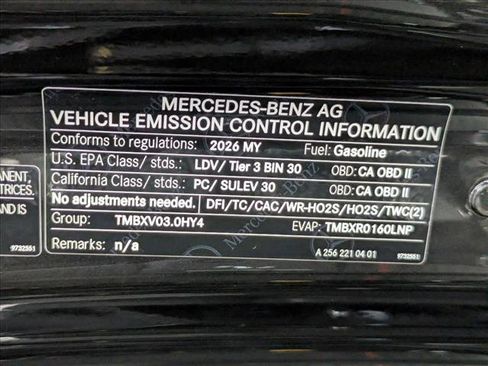 MERCEDES-BENZ AG
VEHICLE EMISSION CONTROL INFORMATION
Conforms to regulations: 2026 MY Fuel: Gasoline
U.S. EPA Class/ stds.: LDV/ Tier 3 BIN 30 OBD: CA OBD II
California Class/ stds.: PC/ SULEV 30 OBD: CA OBD II
No adjustments needed. DFI/TC/CAC/WR-HO2S/HO2S/TWC(2)
Group: TMBXV03.0HY4 EVAP: TMBXR0160LNP
Remarks: n/a
A 256 221 04 01 9732551
ANENT.
TRICES.
AND IS
9732551